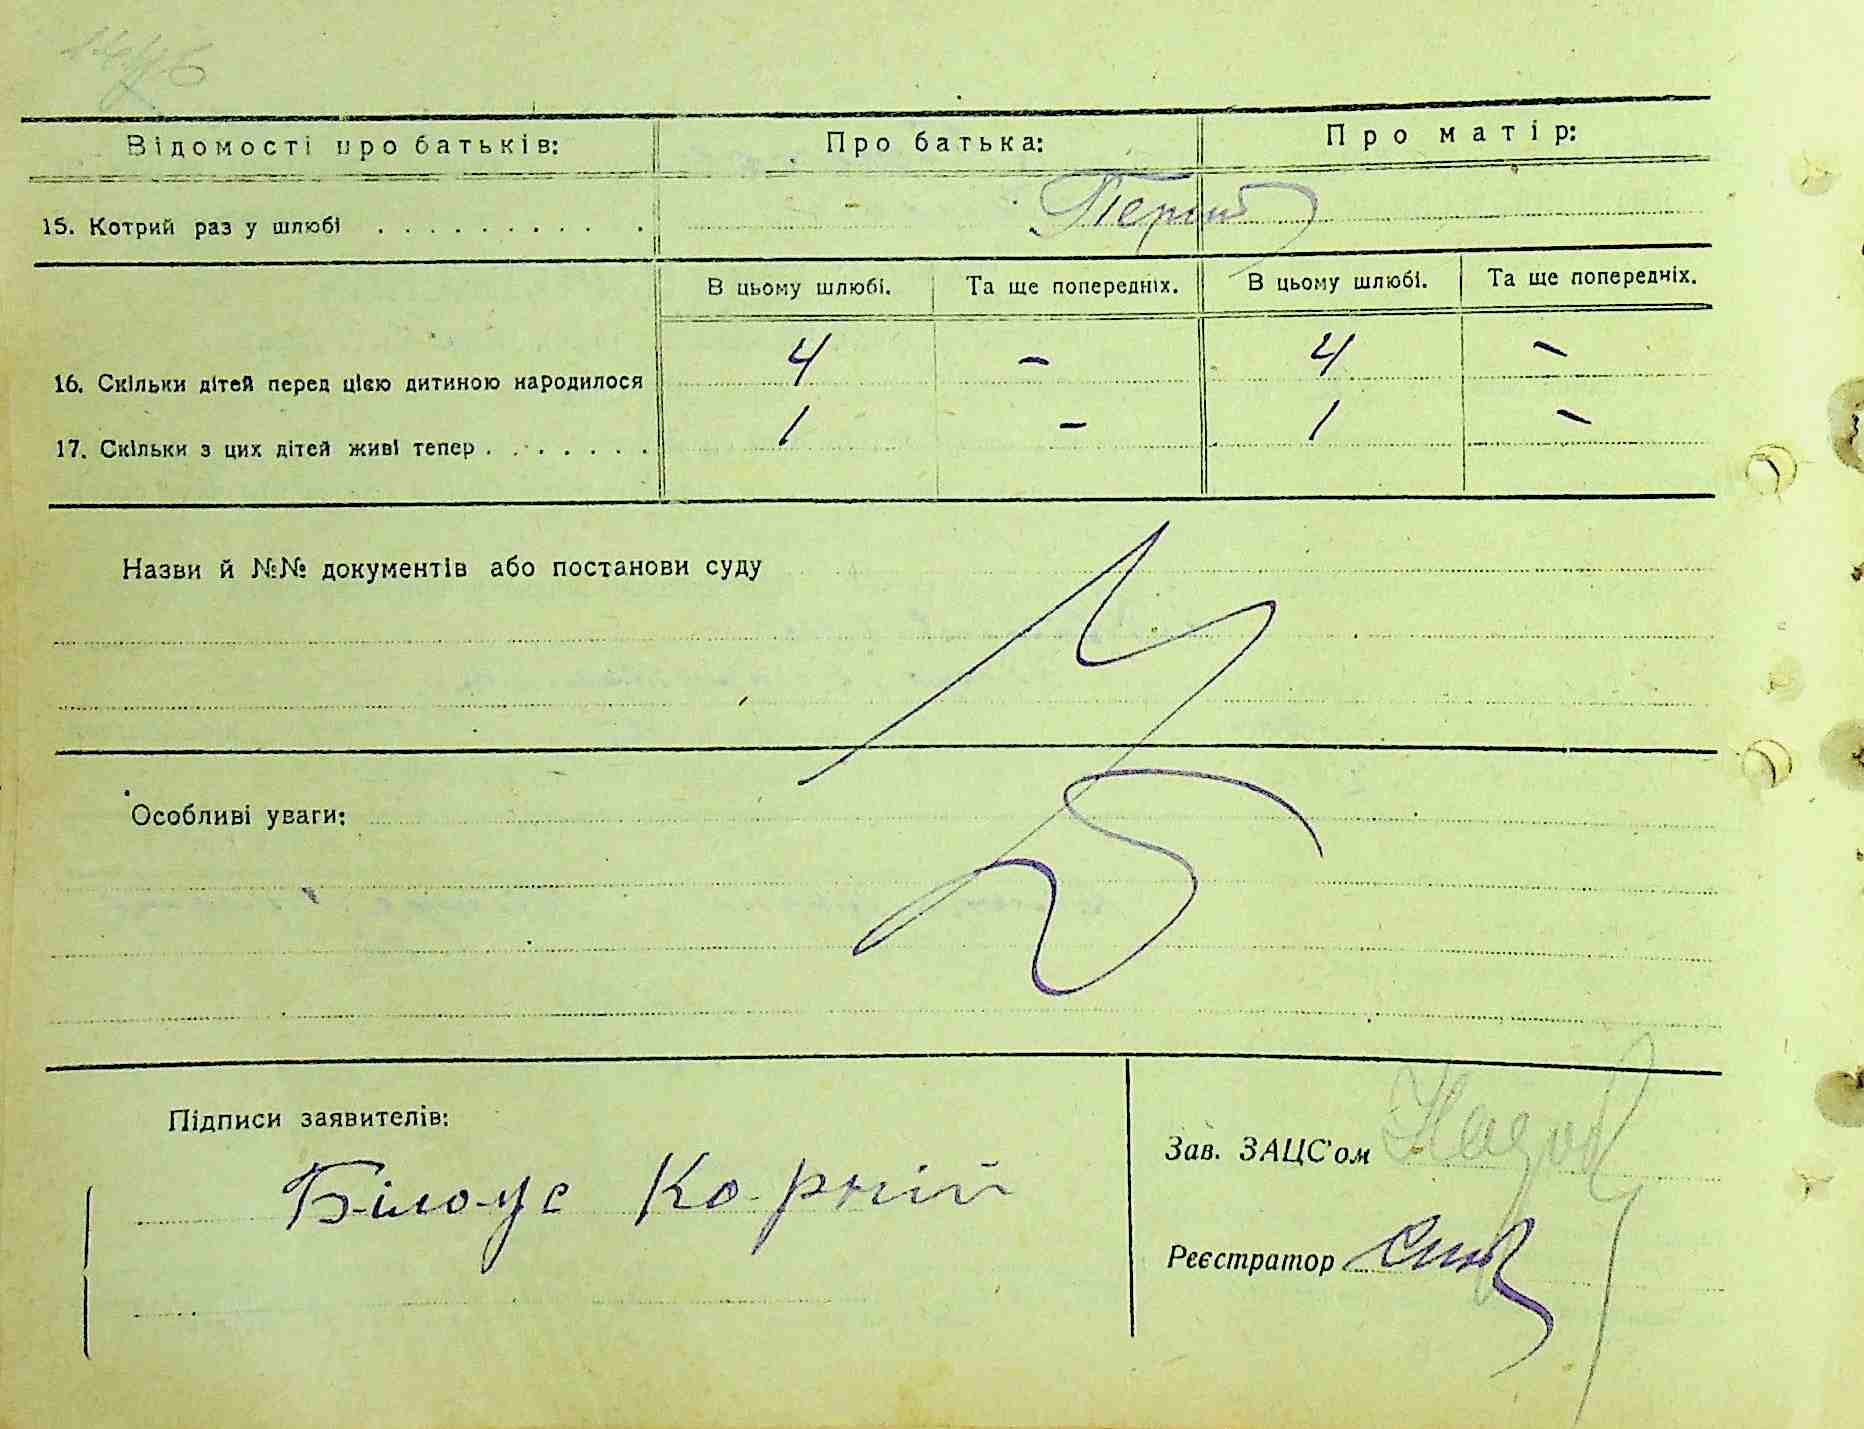 Відомості про батьків: Про батька: Про матір:
15. Котрий раз у шлюбі . . . . . . . . . . . Перший
В цьому шлюбі. Та ще попередніх. В цьому шлюбі. Та ще попередніх.
16. Скільки дітей перед цією дитиною народилося 4 – 4 –
17. Скільки з цих дітей живі тепер . . . . . . . 1 – 1 –
Назви й №№ документів або постанови суду
Особливі уваги:
Підписи заявителів:
Зав. ЗАЦС'ом
Білоус Корній
Реєстратор